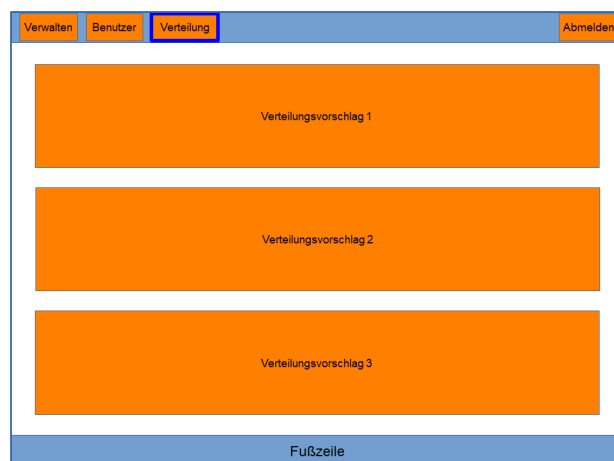 Verwalten Benutzer Verteilung Abmelden
Verteilungsvorschlag 1
Verteilungsvorschlag 2
Verteilungsvorschlag 3
Fußzeile